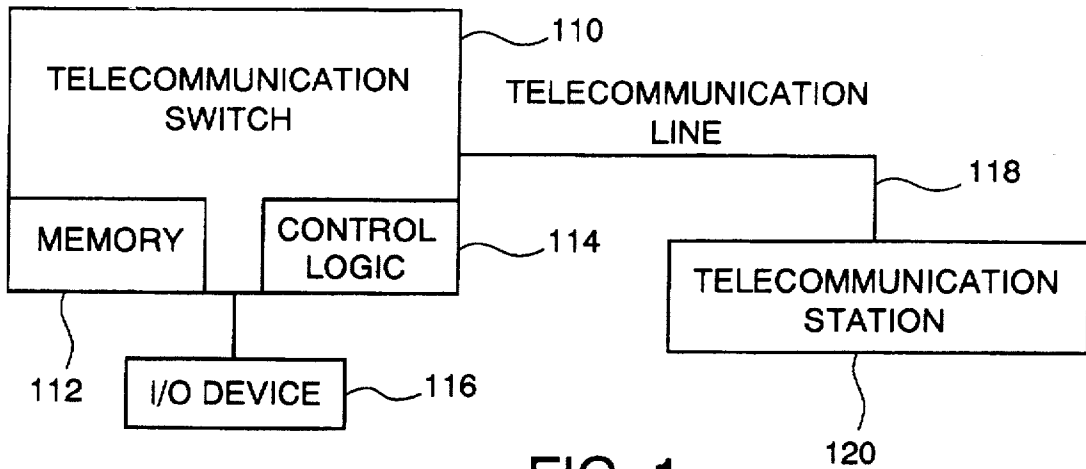 110
TELECOMMUNICATION
SWITCH
TELECOMMUNICATION
LINE
118
MEMORY
CONTROL
LOGIC
114
TELECOMMUNICATION
STATION
112
I/O DEVICE
116
120
FIG. 1